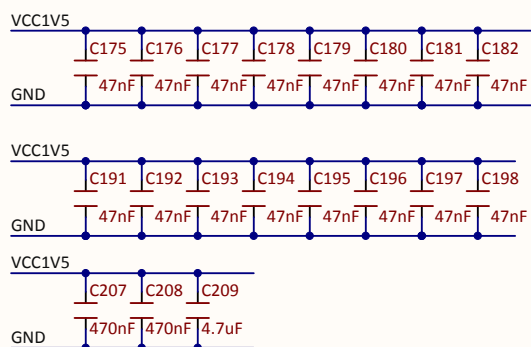 VCC1V5
C175 C176 C177 C178 C179 C180 C181 C182
47nF 47nF 47nF 47nF 47nF 47nF 47nF 47nF
GND
VCC1V5
C191 C192 C193 C194 C195 C196 C197 C198
47nF 47nF 47nF 47nF 47nF 47nF 47nF 47nF
GND
VCC1V5
C207 C208 C209
470nF 470nF 4.7uF
GND